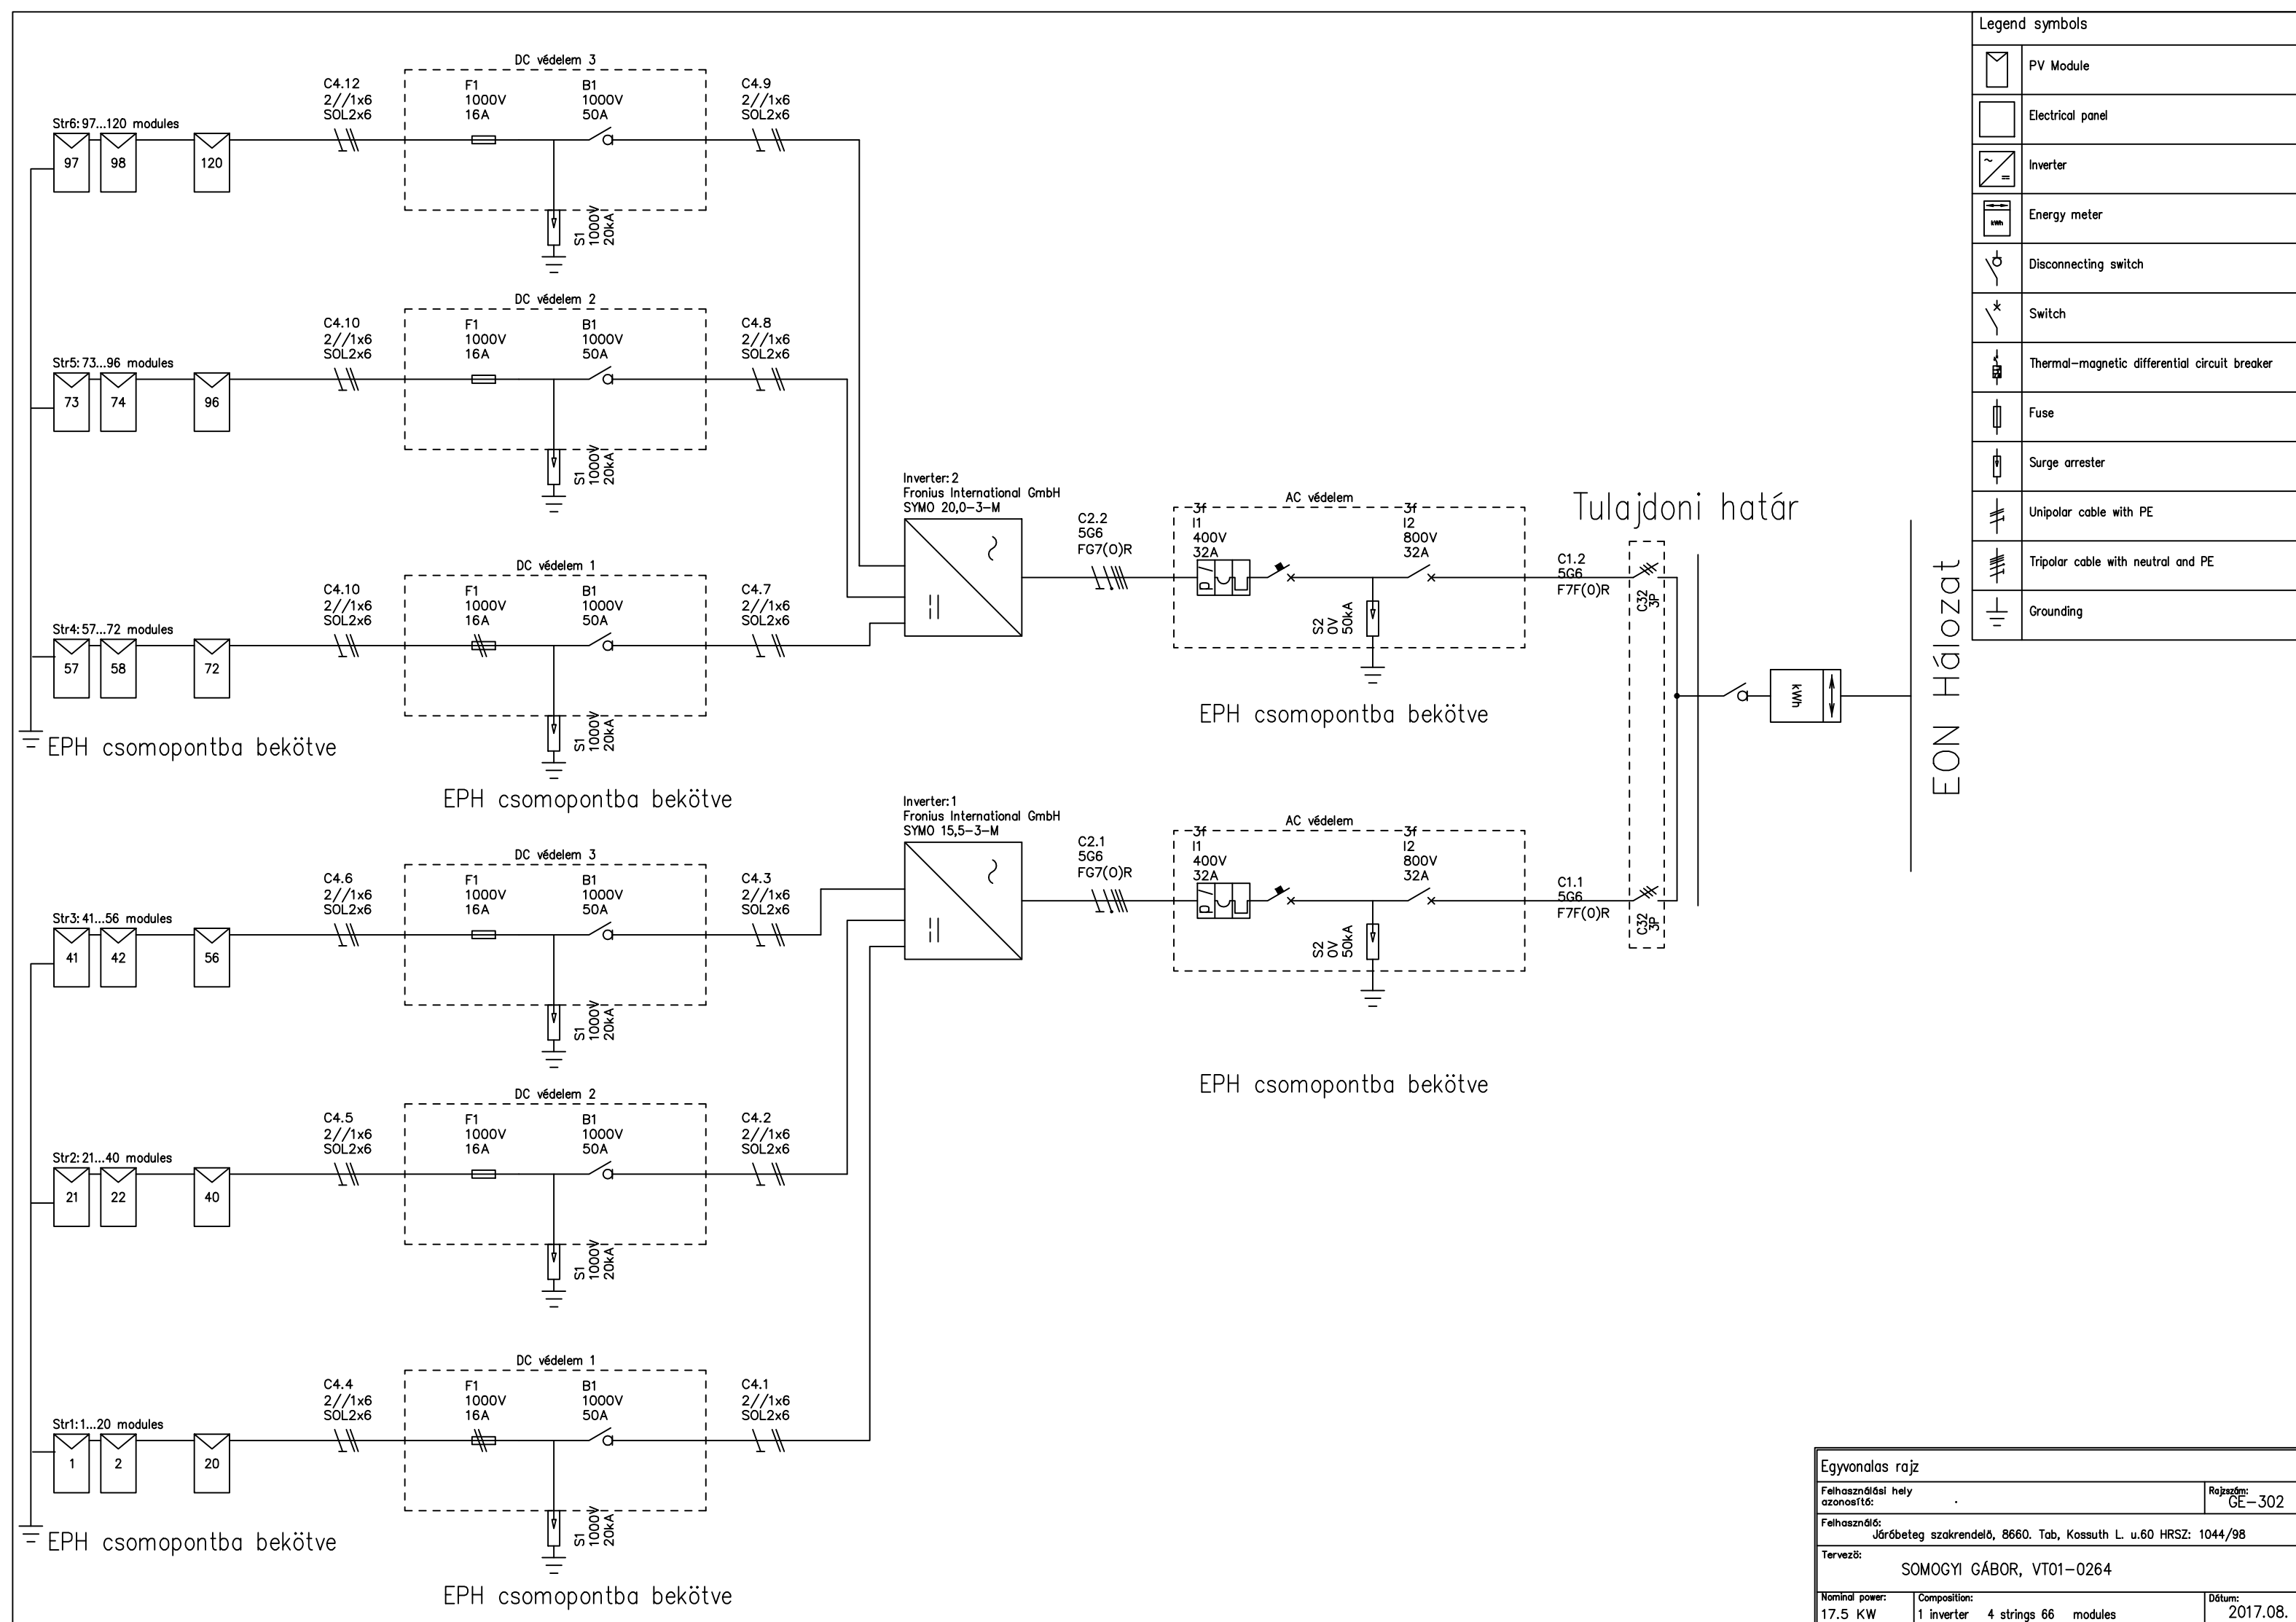 DC védelem 3
C4.12
2//1x6
SOL2x6
F1
1000V
16A
B1
1000V
50A
C4.9
2//1x6
SOL2x6
Str6: 97...120 modules
97
98
120
S1
1000V
20kA
DC védelem 2
C4.10
2//1x6
SOL2x6
F1
1000V
16A
B1
1000V
50A
C4.8
2//1x6
SOL2x6
Str5: 73...96 modules
73
74
96
S1
1000V
20kA
DC védelem 1
C4.10
2//1x6
SOL2x6
F1
1000V
16A
B1
1000V
50A
C4.7
2//1x6
SOL2x6
Str4: 57...72 modules
57
58
72
S1
1000V
20kA
EPH csomopontba bekötve
EPH csomopontba bekötve
Inverter: 2
Fronius International GmbH
SYMO 20,0-3-M
C2.2
5G6
FG7(O)R
AC védelem
3f
I1
400V
32A
3f
I2
800V
32A
S2
0V
50kA
C1.2
5G6
F7F(O)R
C32
3P
EPH csomopontba bekötve
Tulajdoni határ
kWh
EON Hálozat
DC védelem 3
C4.6
2//1x6
SOL2x6
F1
1000V
16A
B1
1000V
50A
C4.3
2//1x6
SOL2x6
Str3: 41...56 modules
41
42
56
S1
1000V
20kA
DC védelem 2
C4.5
2//1x6
SOL2x6
F1
1000V
16A
B1
1000V
50A
C4.2
2//1x6
SOL2x6
Str2: 21...40 modules
21
22
40
S1
1000V
20kA
DC védelem 1
C4.4
2//1x6
SOL2x6
F1
1000V
16A
B1
1000V
50A
C4.1
2//1x6
SOL2x6
Str1: 1...20 modules
1
2
20
S1
1000V
20kA
EPH csomopontba bekötve
EPH csomopontba bekötve
Inverter: 1
Fronius International GmbH
SYMO 15,5-3-M
C2.1
5G6
FG7(O)R
AC védelem
3f
I1
400V
32A
3f
I2
800V
32A
S2
0V
50kA
C1.1
5G6
F7F(O)R
C32
3P
EPH csomopontba bekötve
Legend symbols
PV Module
Electrical panel
Inverter
kWh
Energy meter
Disconnecting switch
Switch
Thermal-magnetic differential circuit breaker
Fuse
Surge arrester
Unipolar cable with PE
Tripolar cable with neutral and PE
Grounding
Egyvonalas rajz
Felhasználási hely
azonosító:
Rajzszám:
GE-302
Felhasználó:
Járóbeteg szakrendelő, 8660. Tab, Kossuth L. u.60 HRSZ: 1044/98
Tervező:
SOMOGYI GÁBOR, VT01-0264
Nominal power:
17.5 KW
Composition:
1 inverter 4 strings 66 modules
Dátum:
2017.08.